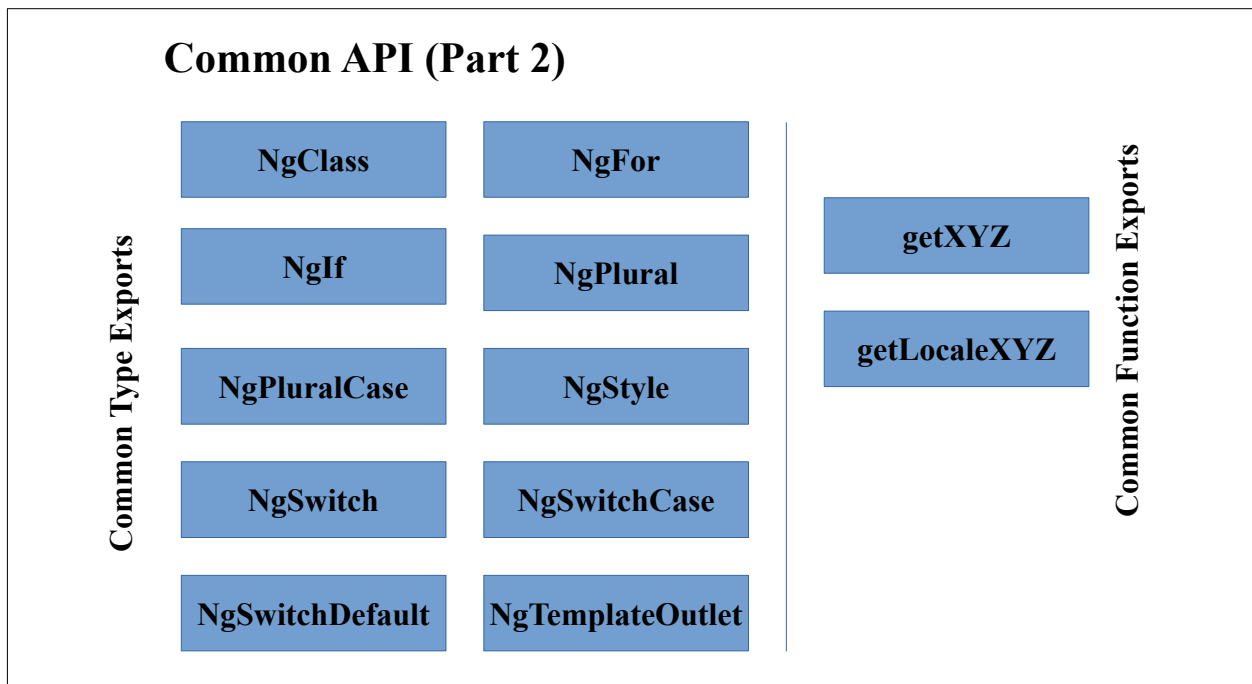 Common API (Part 2)
Common Type Exports
NgClass
NgFor
NgIf
NgPlural
NgPluralCase
NgStyle
NgSwitch
NgSwitchCase
NgSwitchDefault
NgTemplateOutlet
getXYZ
getLocaleXYZ
Common Function Exports